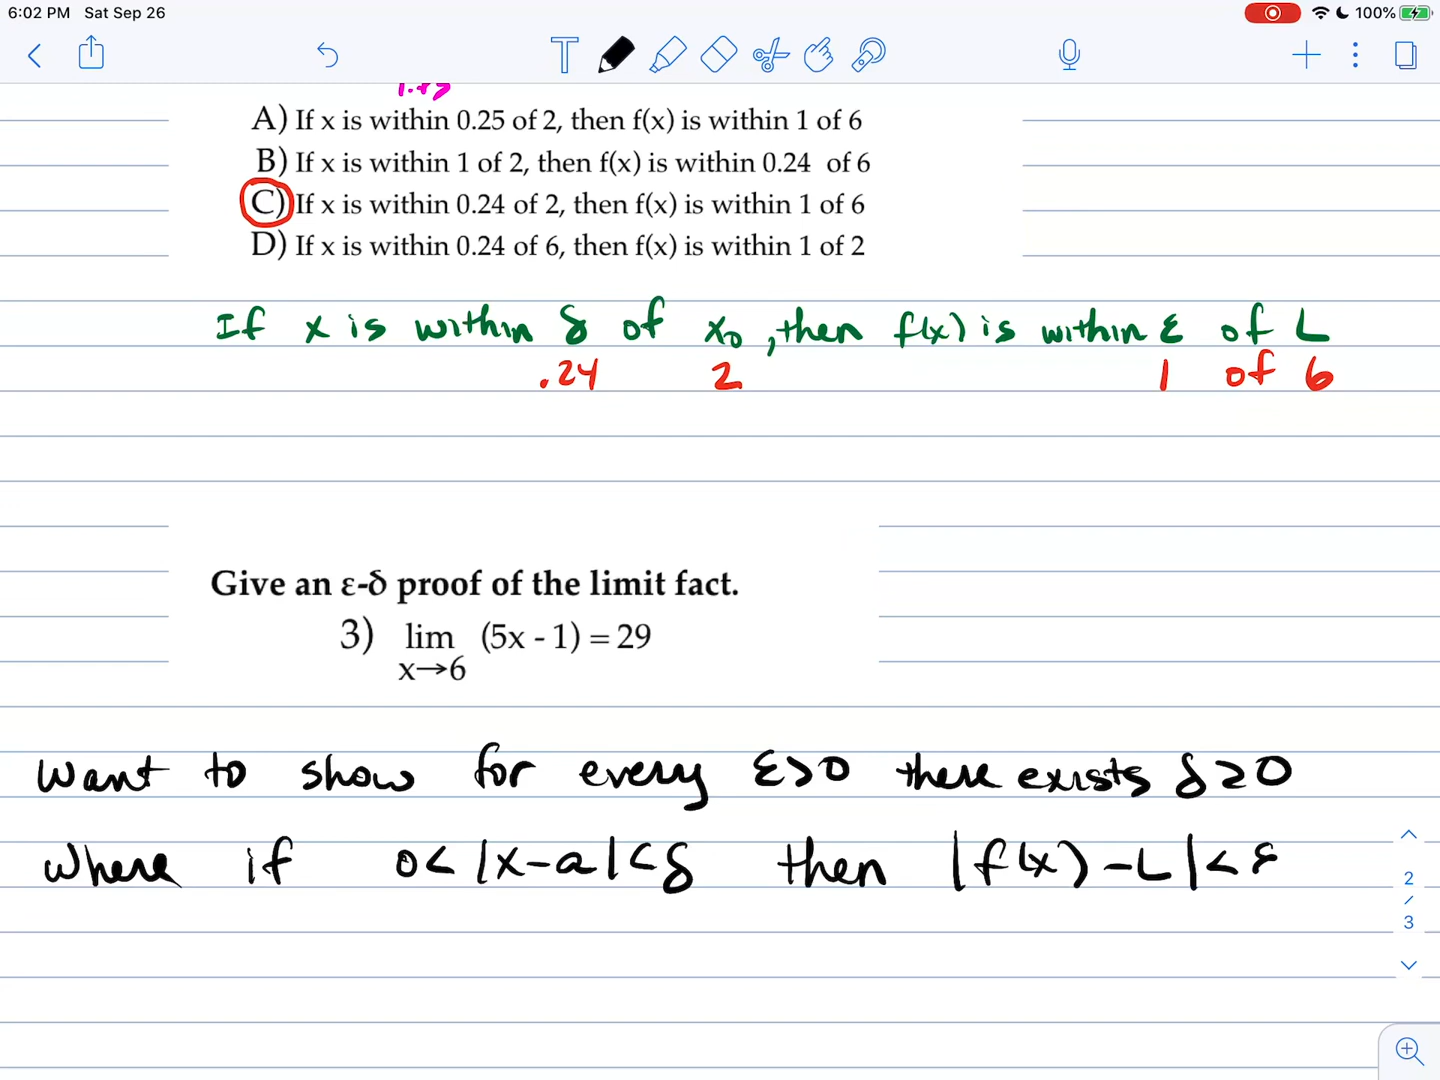 6:02 PM Sat Sep 26
100%
A) If x is within 0.25 of 2, then f(x) is within 1 of 6
B) If x is within 1 of 2, then f(x) is within 0.24 of 6
C) If x is within 0.24 of 2, then f(x) is within 1 of 6
D) If x is within 0.24 of 6, then f(x) is within 1 of 2
If x is within δ of x₀, then f(x) is within ε of L
.24 2 1 of 6
Give an ε-δ proof of the limit fact.
3) lim (5x - 1) = 29
x→6
Want to show for every ε>0 there exists δ>0
where if 0<|x-a|<δ then |f(x)-L|<ε
2
/
3